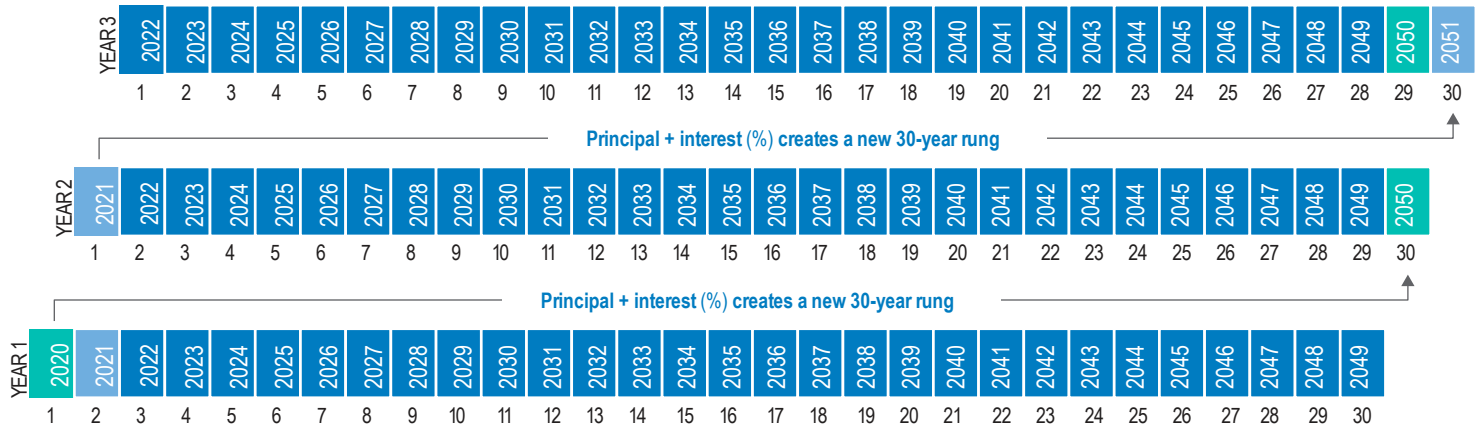 YEAR 3 2022 2023 2024 2025 2026 2027 2028 2029 2030 2031 2032 2033 2034 2035 2036 2037 2038 2039 2040 2041 2042 2043 2044 2045 2046 2047 2048 2049 2050 2051
1 2 3 4 5 6 7 8 9 10 11 12 13 14 15 16 17 18 19 20 21 22 23 24 25 26 27 28 29 30
Principal + interest (%) creates a new 30-year rung
YEAR 2 2021 2022 2023 2024 2025 2026 2027 2028 2029 2030 2031 2032 2033 2034 2035 2036 2037 2038 2039 2040 2041 2042 2043 2044 2045 2046 2047 2048 2049 2050
1 2 3 4 5 6 7 8 9 10 11 12 13 14 15 16 17 18 19 20 21 22 23 24 25 26 27 28 29 30
Principal + interest (%) creates a new 30-year rung
YEAR 1 2020 2021 2022 2023 2024 2025 2026 2027 2028 2029 2030 2031 2032 2033 2034 2035 2036 2037 2038 2039 2040 2041 2042 2043 2044 2045 2046 2047 2048 2049
1 2 3 4 5 6 7 8 9 10 11 12 13 14 15 16 17 18 19 20 21 22 23 24 25 26 27 28 29 30